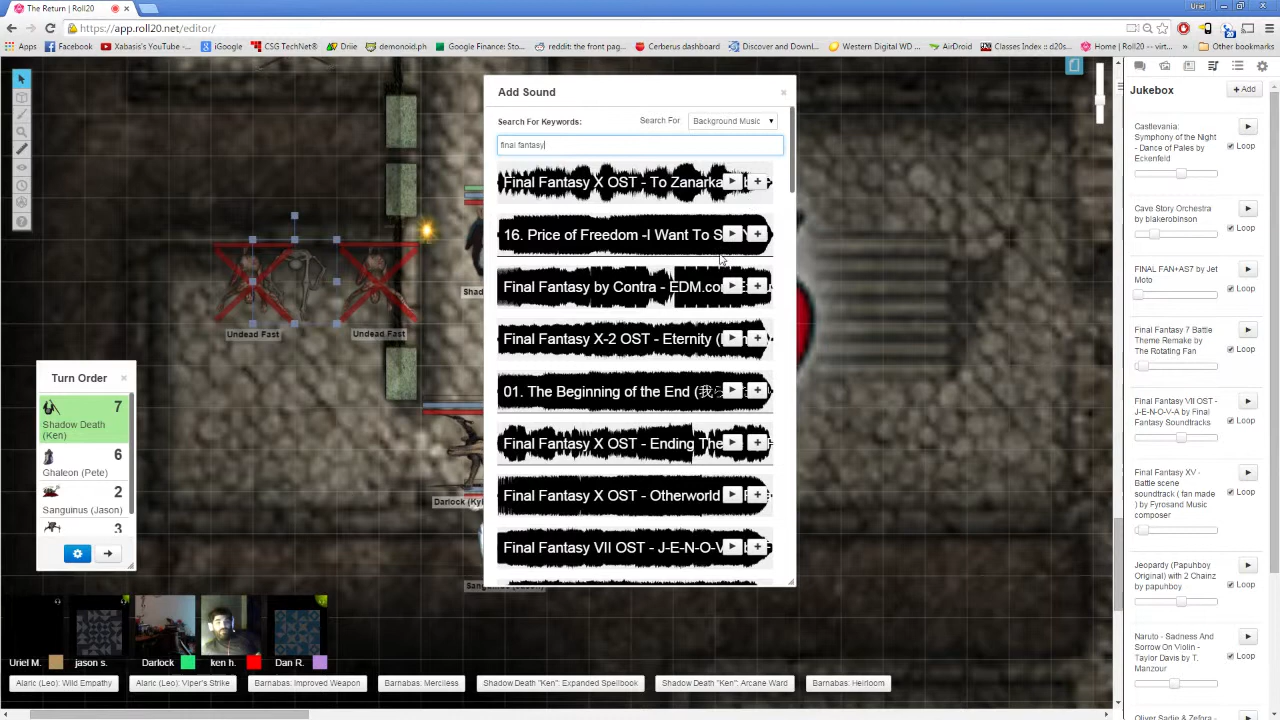 The Return | Roll20
Uriel
https://app.roll20.net/editor/
Apps
Facebook
Xabasis's YouTube -...
iGoogle
CSG TechNet®
Drive
demonoid.ph
Google Finance: Sto...
reddit: the front pag...
Cerberus dashboard
Discover and Downl...
Western Digital WD ...
AirDroid
Classes Index :: d20s...
Home | Roll20 -- virt...
Other bookmarks
Add Sound
Search For Keywords:
Search For
Background Music
final fantasy
Final Fantasy X OST - To Zanarka
16. Price of Freedom -I Want To S
Final Fantasy by Contra - EDM.co
Final Fantasy X-2 OST - Eternity (
01. The Beginning of the End (我
Final Fantasy X OST - Ending The
Final Fantasy X OST - Otherworld
Final Fantasy VII OST - J-E-N-O-V
Undead Fast
Undead Fast
Turn Order
7
Shadow Death
(Ken)
6
Ghaleon (Pete)
2
Sanguinus (Jason)
3
Shad
Darlock (Kyl
Sanguinus (Jason)
Uriel M.
jason s.
Darlock
ken h.
Dan R.
Alaric (Leo): Wild Empathy
Alaric (Leo): Viper's Strike
Barnabas: Improved Weapon
Barnabas: Merciless
Shadow Death "Ken": Expanded Spellbook
Shadow Death "Ken": Arcane Ward
Barnabas: Heirloom
Jukebox
+ Add
Castlevania:
Symphony of the Night
- Dance of Pales by
Eckenfeld
Loop
Cave Story Orchestra
by blakerobinson
Loop
FINAL FAN+AS7 by Jet
Moto
Loop
Final Fantasy 7 Battle
Theme Remake by
The Rotating Fan
Loop
Final Fantasy VII OST -
J-E-N-O-V-A by Final
Fantasy Soundtracks
Loop
Final Fantasy XV -
Battle scene
soundtrack ( fan made
) by Fyrosand Music
composer
Loop
Jeopardy (Papuhboy
Original) with 2 Chainz
by papuhboy
Loop
Naruto - Sadness And
Sorrow On Violin -
Taylor Davis by T.
Manzour
Loop
Oliver Sadie & Zefora -
Loop